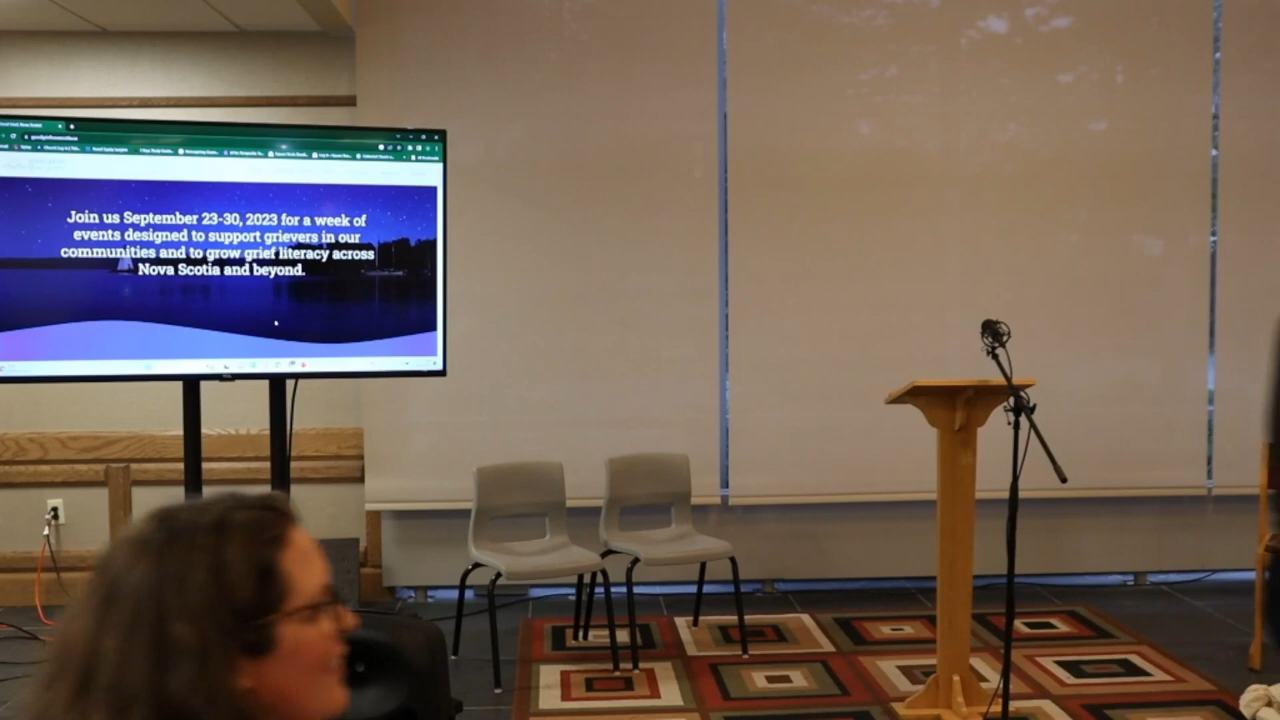 Join us September 23-30, 2023 for a week of
events designed to support grievers in our
communities and to grow grief literacy across
Nova Scotia and beyond.